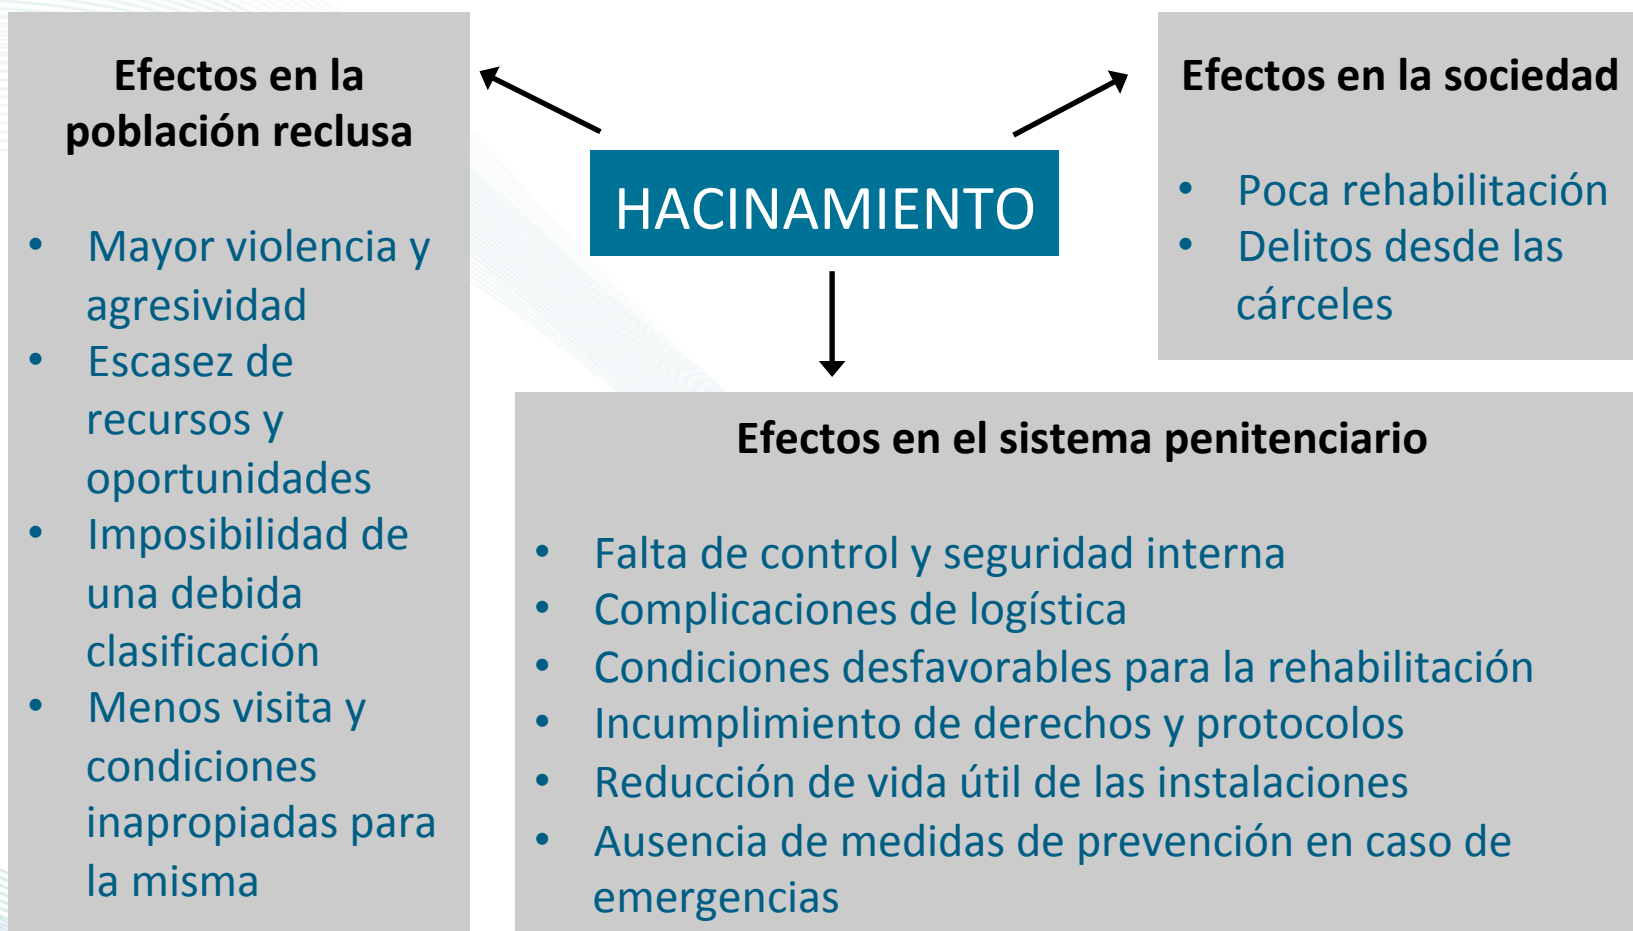 Efectos en la
población reclusa
• Mayor violencia y
agresividad
• Escasez de
recursos y
oportunidades
• Imposibilidad de
una debida
clasificación
• Menos visita y
condiciones
inapropiadas para
la misma
HACINAMIENTO
Efectos en la sociedad
• Poca rehabilitación
• Delitos desde las
cárceles
Efectos en el sistema penitenciario
• Falta de control y seguridad interna
• Complicaciones de logística
• Condiciones desfavorables para la rehabilitación
• Incumplimiento de derechos y protocolos
• Reducción de vida útil de las instalaciones
• Ausencia de medidas de prevención en caso de
emergencias